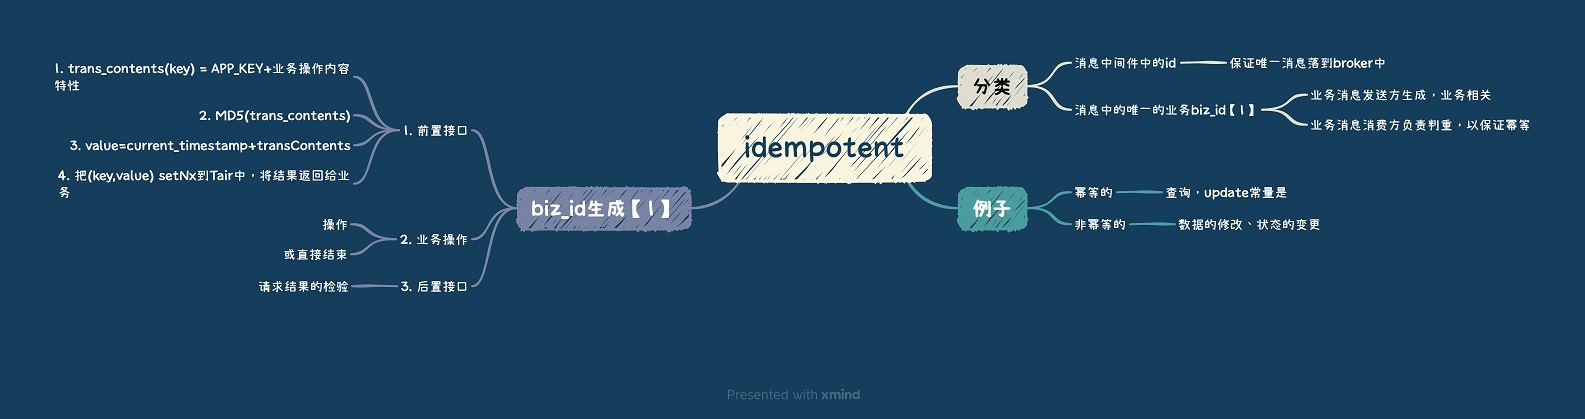 idempotent
分类
消息中间件中的id
保证唯一消息落到broker中
消息中的唯一的业务biz_id【1】
业务消息发送方生成，业务相关
业务消息消费方负责判重，以保证幂等
例子
幂等的
查询，update常量是
非幂等的
数据的修改、状态的变更
biz_id生成【1】
1. 前置接口
1. trans_contents(key) = APP_KEY+业务操作内容
特性
2. MD5(trans_contents)
3. value=current_timestamp+transContents
4. 把(key,value) setNx到Tair中，将结果返回给业
务
2. 业务操作
操作
或直接结束
3. 后置接口
请求结果的检验
Presented with xmind